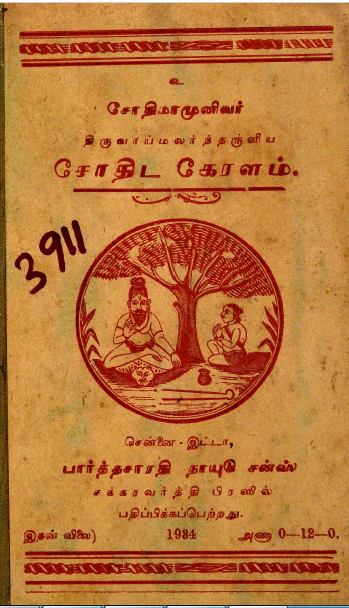 உ
சோதிமாமுனிவர்
திருவாய்மலர்ந்தருளிய
சோதிட கேரளம்.
3911
சென்னை - இட்டா,
பார்த்தசாரதி நாயுடு சன்ஸ்
சக்கரவர்த்தி பிரஸில்
பதிப்பிக்கப்பெற்றது.
இதன் விலை) 1934 அணா 0—12—0.